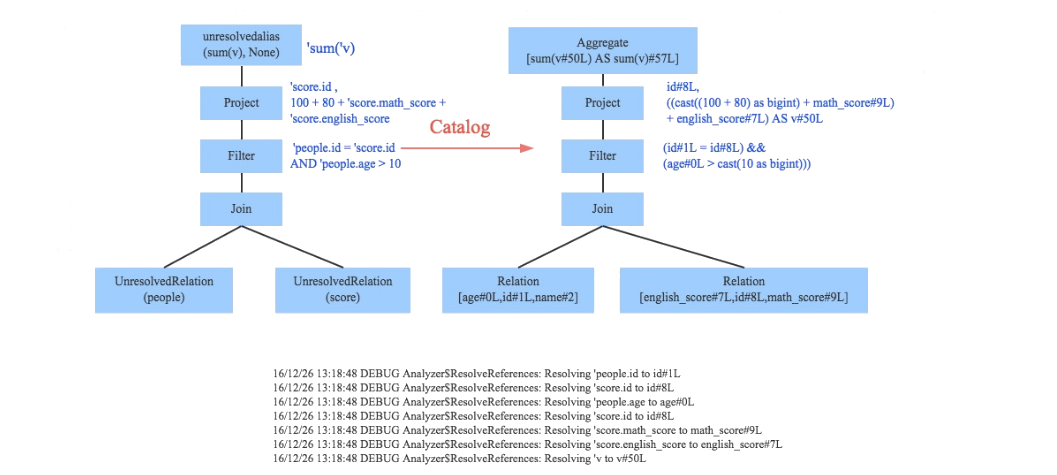 unresolvedalias
(sum(v), None)
'sum('v)
Project
'score.id ,
100 + 80 + 'score.math_score +
'score.english_score
Filter
'people.id = 'score.id
AND 'people.age > 10
Join
UnresolvedRelation
(people)
UnresolvedRelation
(score)
Catalog
Aggregate
[sum(v#50L) AS sum(v)#57L]
Project
id#8L,
((cast((100 + 80) as bigint) + math_score#9L)
+ english_score#7L) AS v#50L
Filter
(id#1L = id#8L) &&
(age#0L > cast(10 as bigint)))
Join
Relation
[age#0L,id#1L,name#2]
Relation
[english_score#7L,id#8L,math_score#9L]
16/12/26 13:18:48 DEBUG Analyzer$ResolveReferences: Resolving 'people.id to id#1L
16/12/26 13:18:48 DEBUG Analyzer$ResolveReferences: Resolving 'score.id to id#8L
16/12/26 13:18:48 DEBUG Analyzer$ResolveReferences: Resolving 'people.age to age#0L
16/12/26 13:18:48 DEBUG Analyzer$ResolveReferences: Resolving 'score.id to id#8L
16/12/26 13:18:48 DEBUG Analyzer$ResolveReferences: Resolving 'score.math_score to math_score#9L
16/12/26 13:18:48 DEBUG Analyzer$ResolveReferences: Resolving 'score.english_score to english_score#7L
16/12/26 13:18:48 DEBUG Analyzer$ResolveReferences: Resolving 'v to v#50L